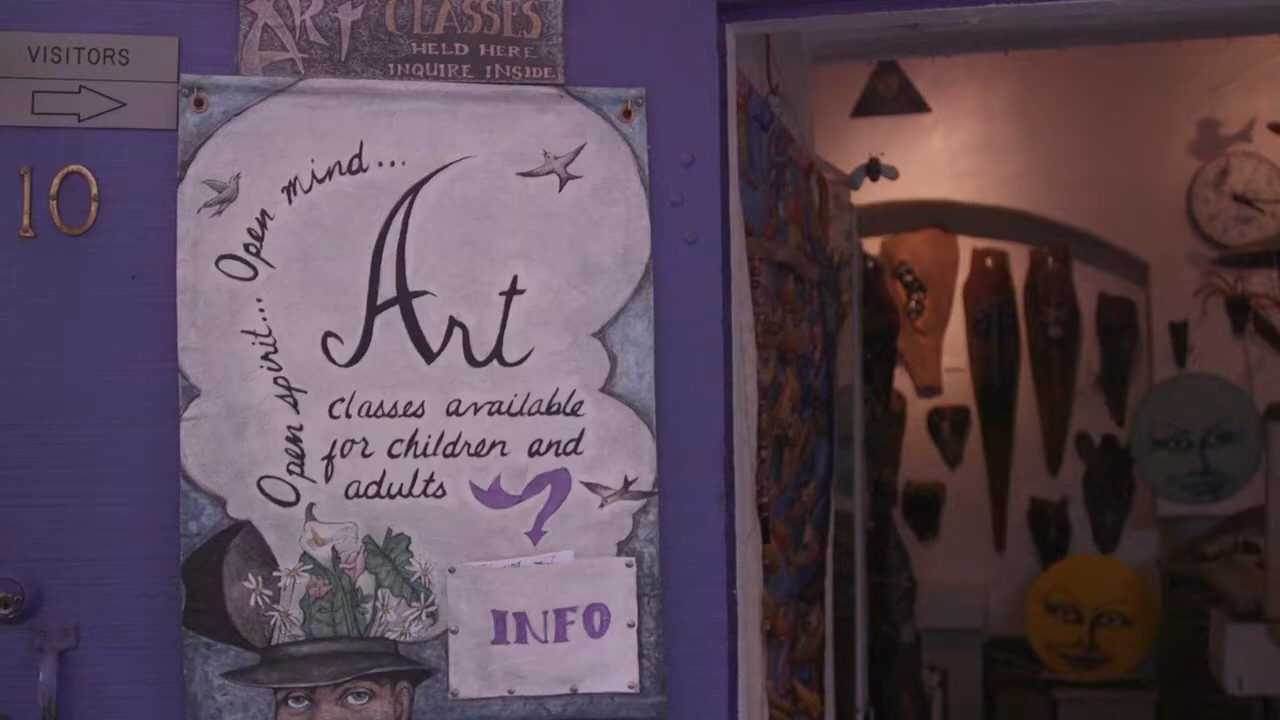 ART CLASSES
HELD HERE
INQUIRE INSIDE
VISITORS
10
Open spirit... Open mind...
Art
classes available
for children and
adults
INFO